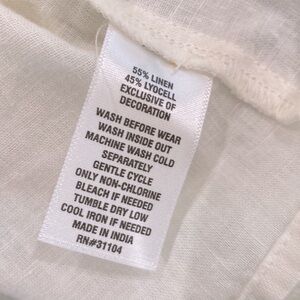 55% LINEN
45% LYOCELL
EXCLUSIVE OF
DECORATION
WASH BEFORE WEAR
WASH INSIDE OUT
MACHINE WASH COLD
SEPARATELY
GENTLE CYCLE
ONLY NON-CHLORINE
BLEACH IF NEEDED
TUMBLE DRY LOW
COOL IRON IF NEEDED
MADE IN INDIA
RN#31104